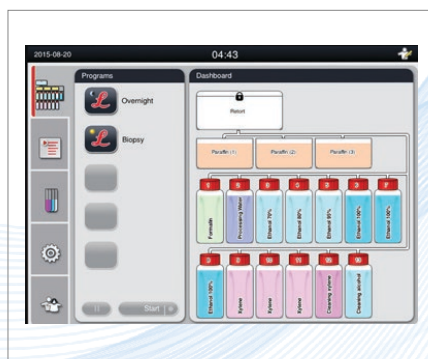 2015-08-20
04:43
Programs
Dashboard
Overnight
Biopsy
Retort
Paraffin (1)
Paraffin (2)
Paraffin (3)
Formalin
Processing Water
Ethanol 70%
Ethanol 80%
Ethanol 95%
Ethanol 100%
Ethanol 100%
Ethanol 100%
Xylene
Xylene
Xylene
Cleaning xylene
Cleaning alcohol
Start